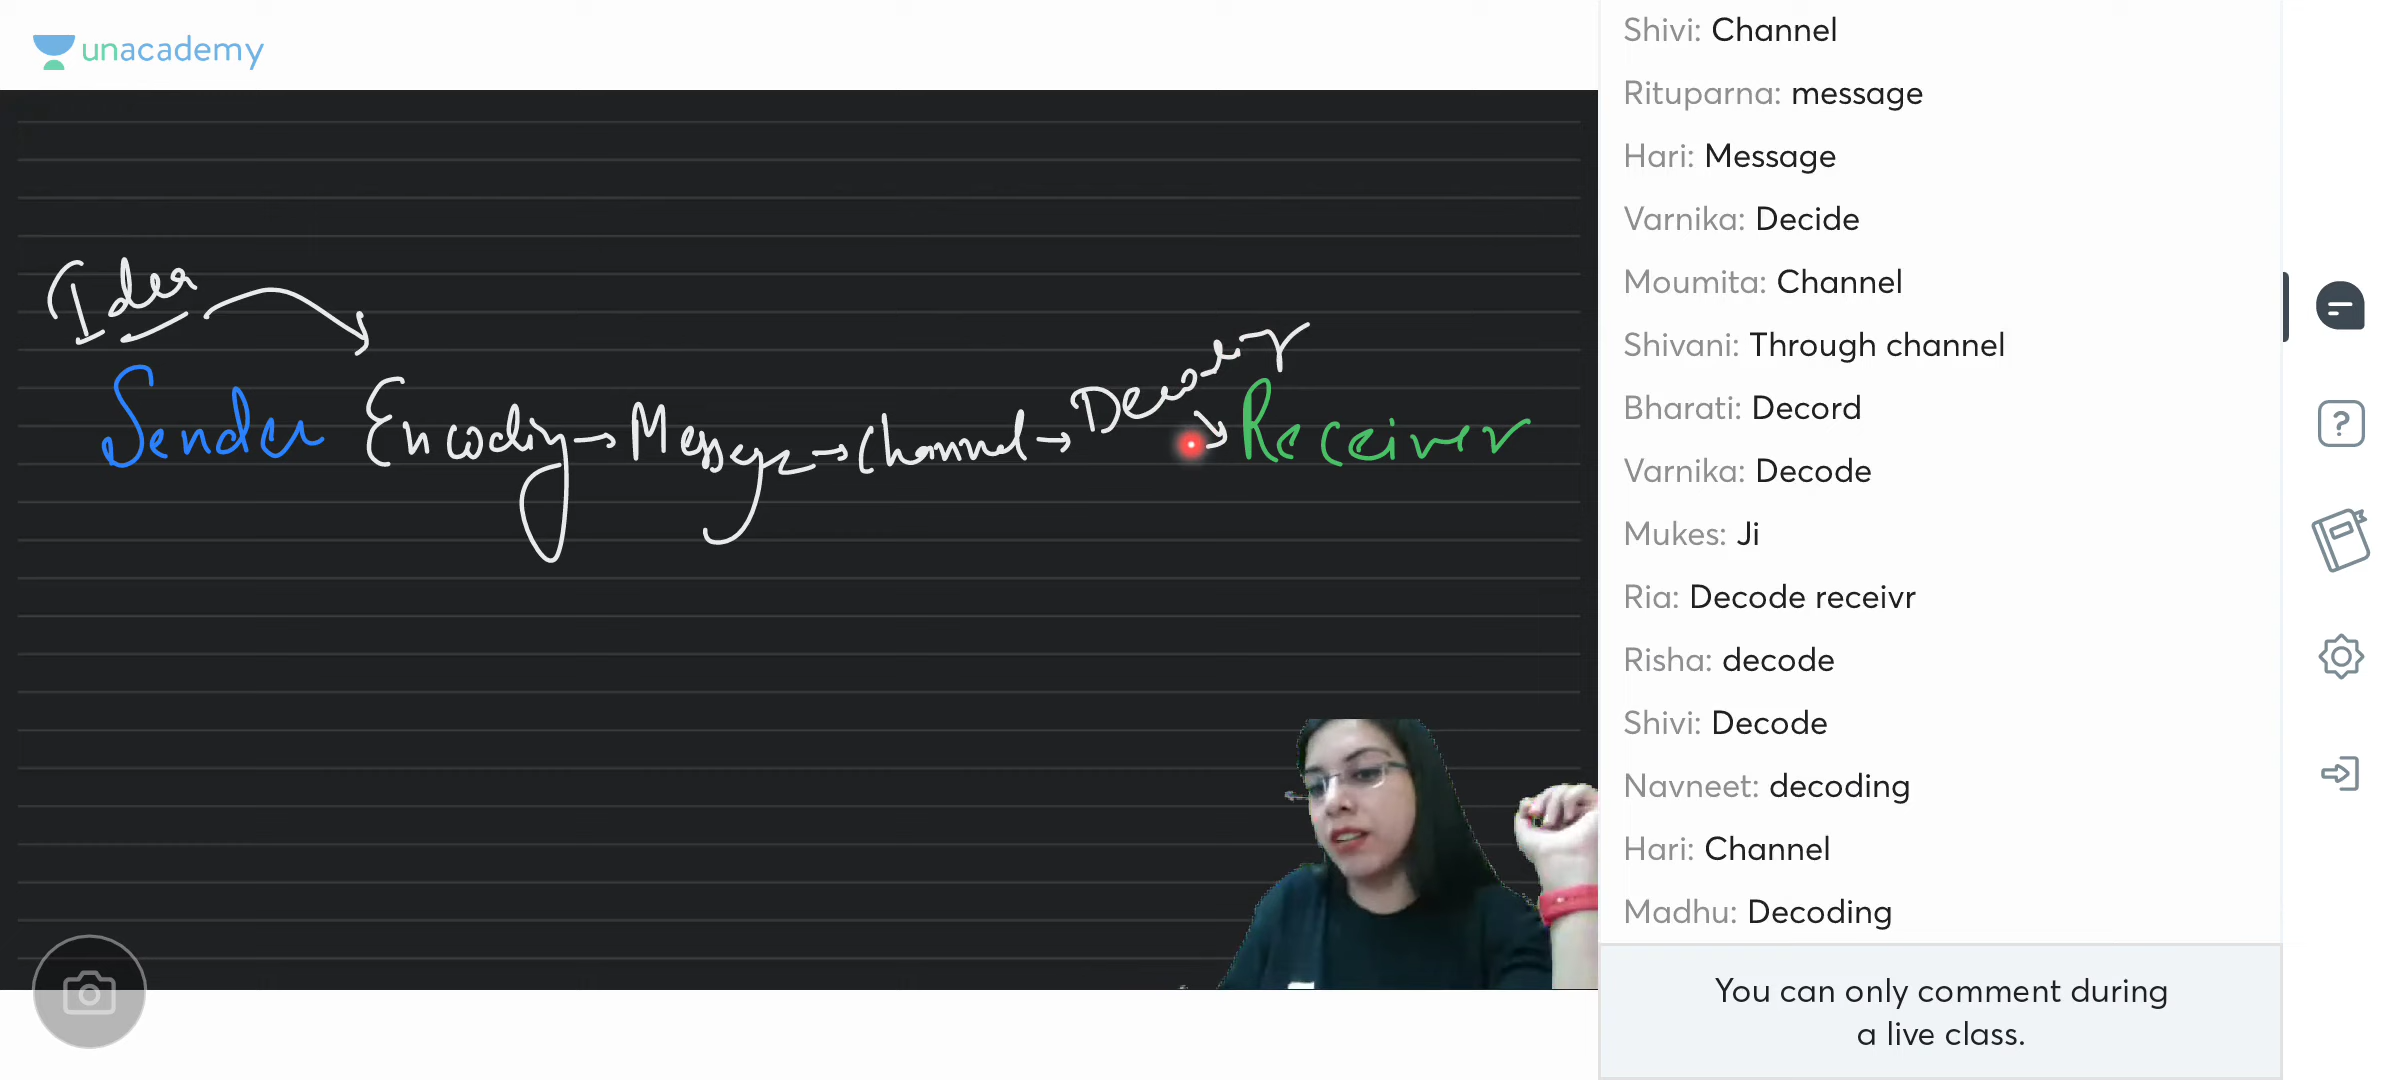 unacademy
Idea
Sender Encoding → Message → Channel → Decoding → Receiver
Shivi: Channel
Rituparna: message
Hari: Message
Varnika: Decide
Moumita: Channel
Shivani: Through channel
Bharati: Decord
Varnika: Decode
Mukes: Ji
Ria: Decode receivr
Risha: decode
Shivi: Decode
Navneet: decoding
Hari: Channel
Madhu: Decoding
You can only comment during
a live class.
?